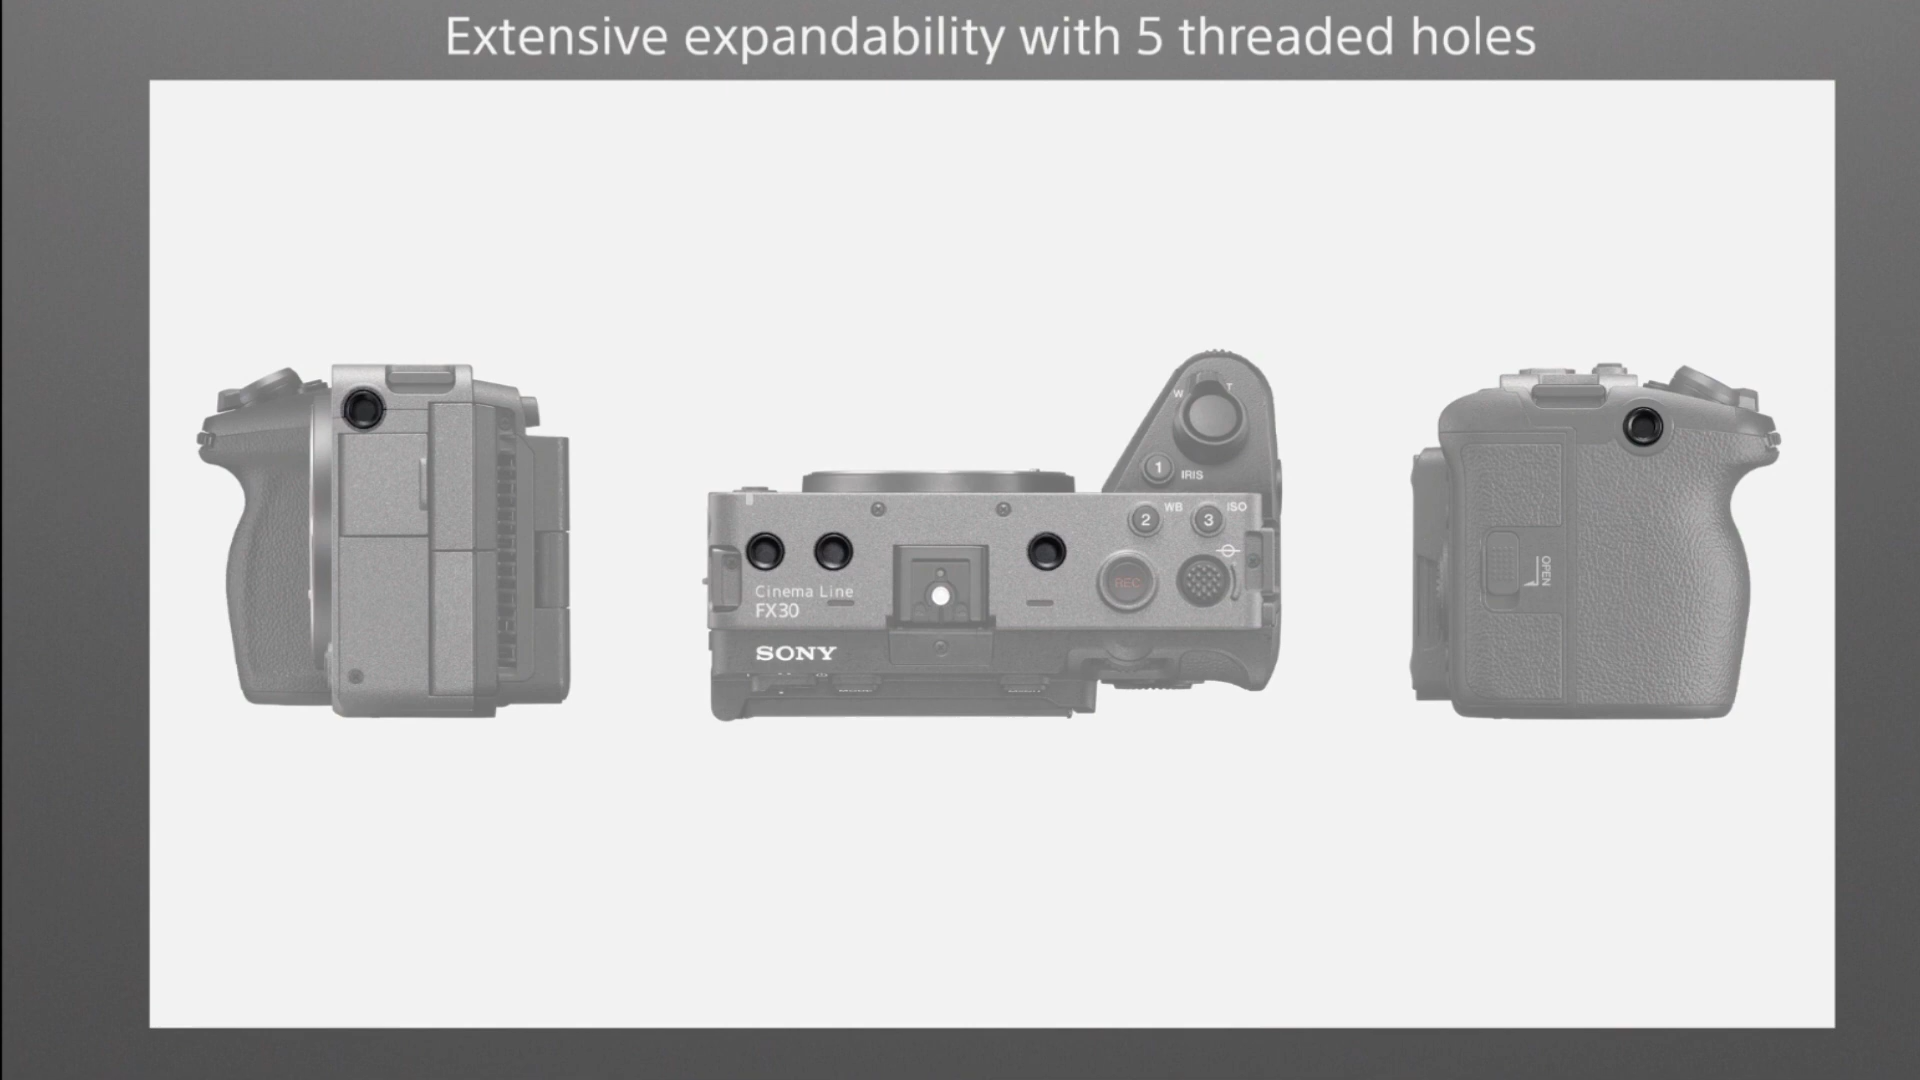 Extensive expandability with 5 threaded holes
W T
1 IRIS
2 WB 3 ISO
REC
Cinema Line
FX30
SONY
OPEN